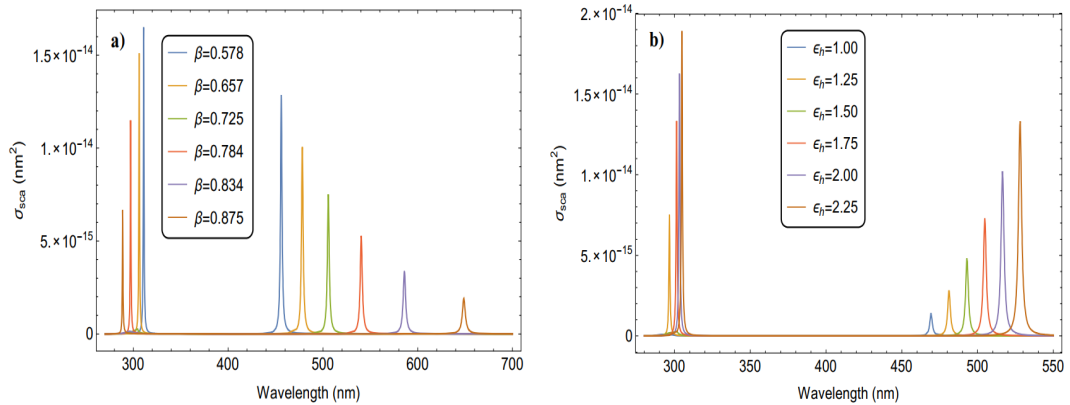 a)
β=0.578
β=0.657
β=0.725
β=0.784
β=0.834
β=0.875
1.5×10⁻¹⁴
1.×10⁻¹⁴
5.×10⁻¹⁵
0
σsca (nm²)
300 400 500 600 700
Wavelength (nm)
b)
ϵh=1.00
ϵh=1.25
ϵh=1.50
ϵh=1.75
ϵh=2.00
ϵh=2.25
2.×10⁻¹⁴
1.5×10⁻¹⁴
1.×10⁻¹⁴
5.×10⁻¹⁵
0
σsca (nm²)
300 350 400 450 500 550
Wavelength (nm)